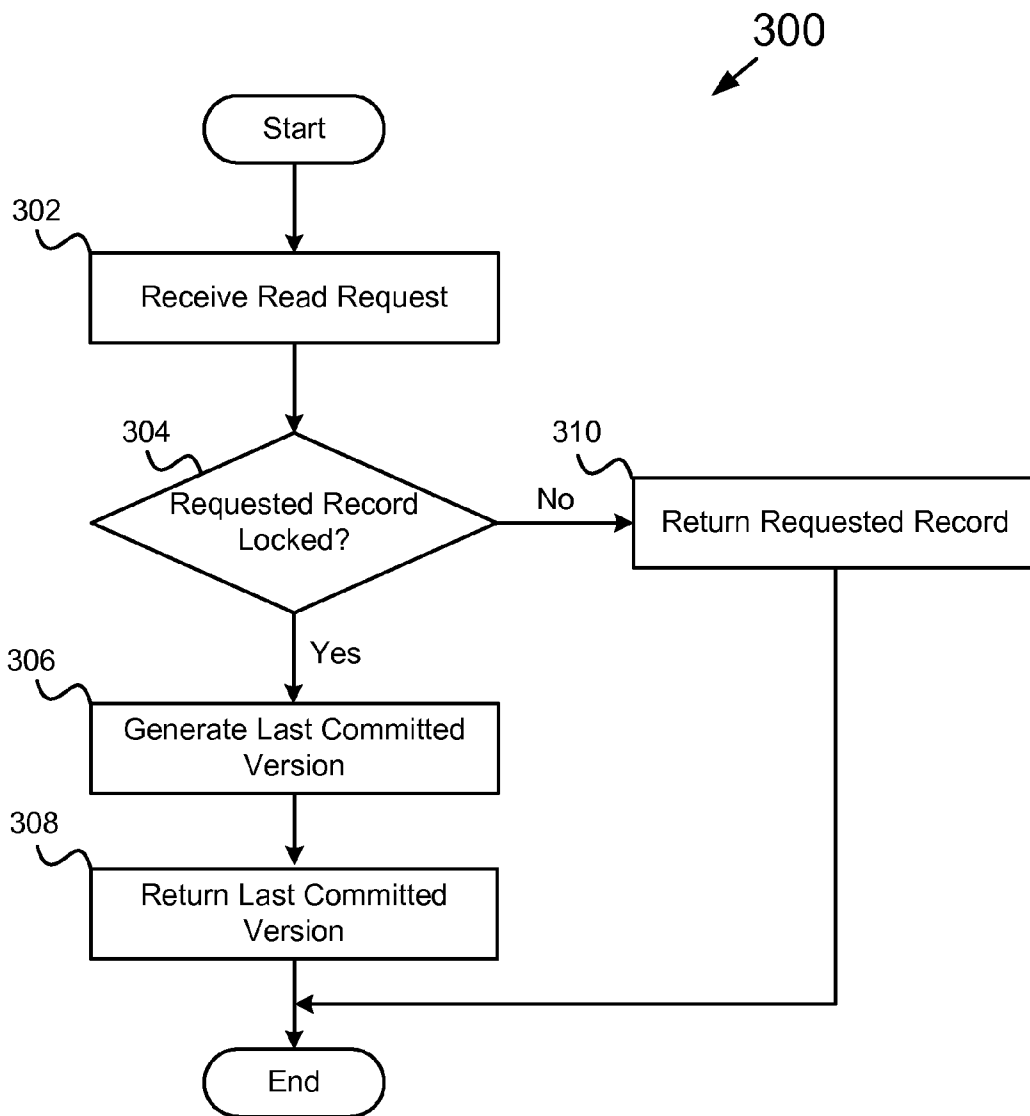 300
Start
302
Receive Read Request
304
Requested Record
Locked?
No
310
Return Requested Record
Yes
306
Generate Last Committed
Version
308
Return Last Committed
Version
End